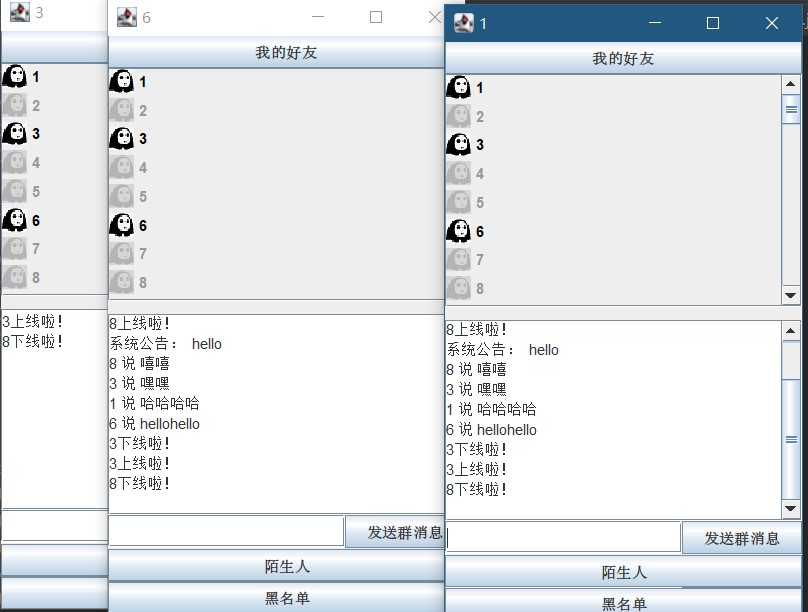 3
1
2
3
4
5
6
7
8
3上线啦!
8下线啦!
6
我的好友
1
2
3
4
5
6
7
8
8上线啦!
系统公告： hello
8 说 嘻嘻
3 说 嘿嘿
1 说 哈哈哈哈
6 说 hellohello
3下线啦!
3上线啦!
8下线啦!
发送群消息
陌生人
黑名单
1
我的好友
1
2
3
4
5
6
7
8
8上线啦!
系统公告： hello
8 说 嘻嘻
3 说 嘿嘿
1 说 哈哈哈哈
6 说 hellohello
3下线啦!
3上线啦!
8下线啦!
发送群消息
陌生人
黑名单